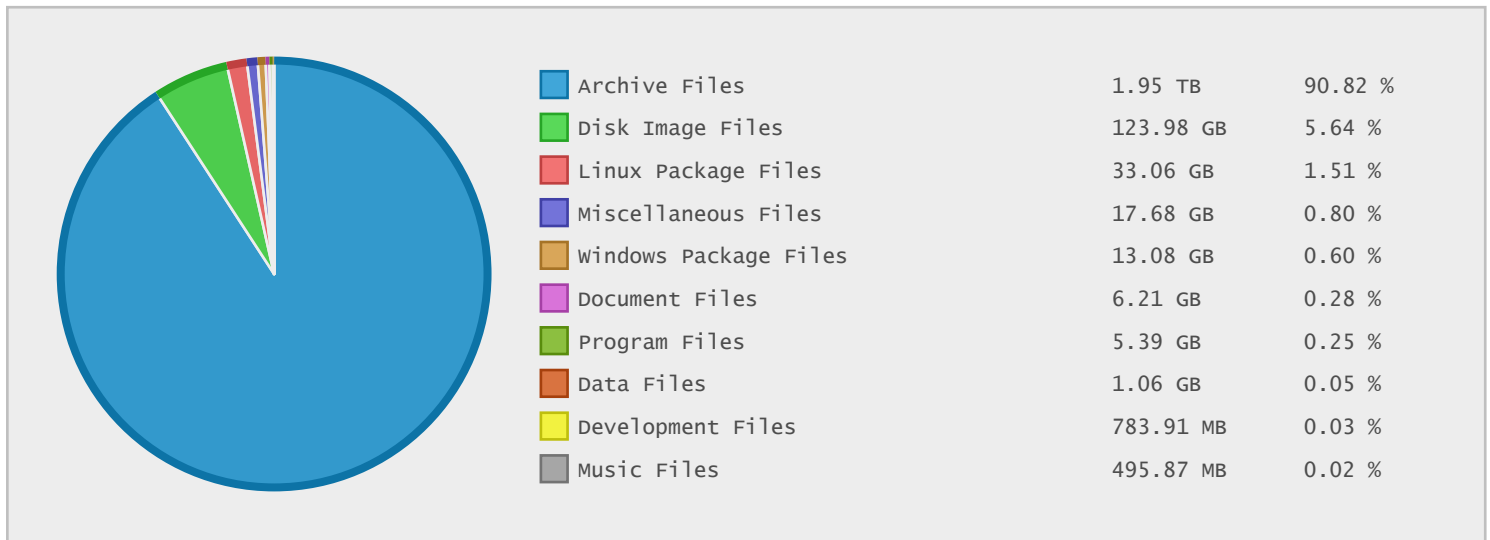 Archive Files 1.95 TB 90.82 %
Disk Image Files 123.98 GB 5.64 %
Linux Package Files 33.06 GB 1.51 %
Miscellaneous Files 17.68 GB 0.80 %
Windows Package Files 13.08 GB 0.60 %
Document Files 6.21 GB 0.28 %
Program Files 5.39 GB 0.25 %
Data Files 1.06 GB 0.05 %
Development Files 783.91 MB 0.03 %
Music Files 495.87 MB 0.02 %